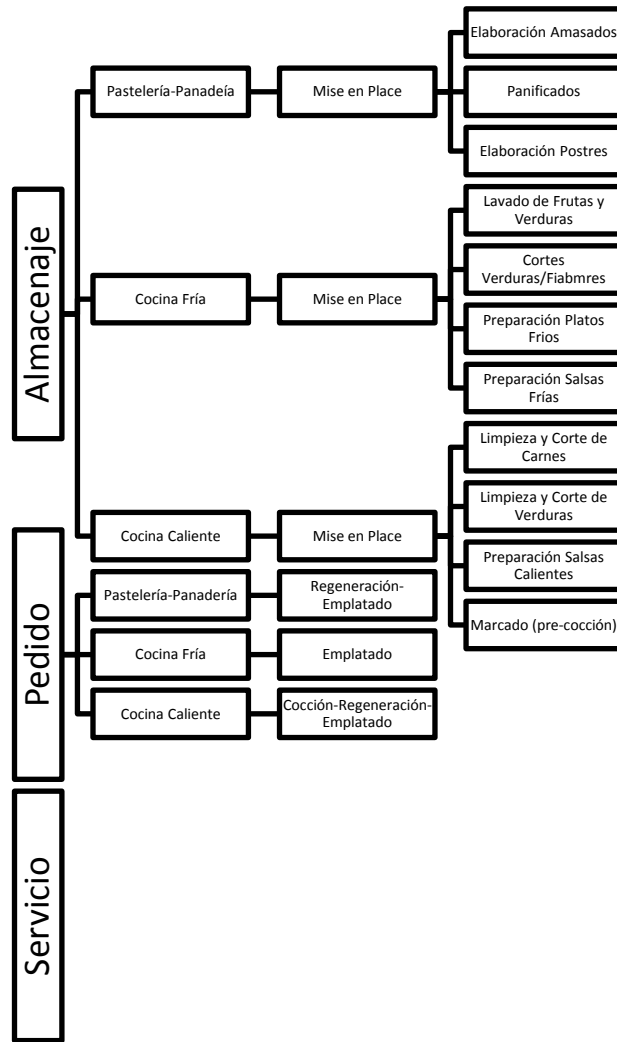 Almacenaje
Pastelería-Panadeía
Mise en Place
Elaboración Amasados
Panificados
Elaboración Postres
Cocina Fría
Mise en Place
Lavado de Frutas y
Verduras
Cortes
Verduras/Fiabmres
Preparación Platos
Frios
Preparación Salsas
Frías
Cocina Caliente
Mise en Place
Limpieza y Corte de
Carnes
Limpieza y Corte de
Verduras
Preparación Salsas
Calientes
Marcado (pre-cocción)
Pedido
Pastelería-Panadería
Regeneración-
Emplatado
Cocina Fría
Emplatado
Cocina Caliente
Cocción-Regeneración-
Emplatado
Servicio